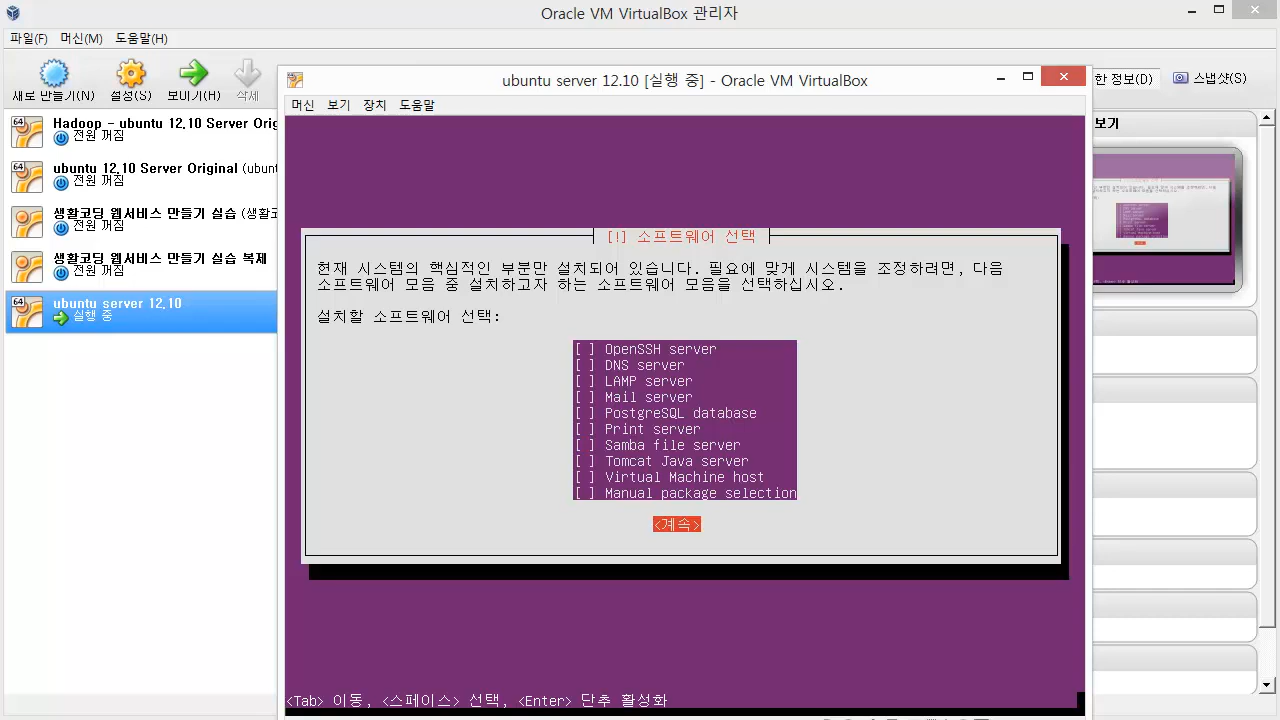 Oracle VM VirtualBox 관리자
파일(F) 머신(M) 도움말(H)
새로 만들기(N) 설정(S) 보내기(H) 삭제
한 정보(D) 스냅샷(S)
Hadoop - ubuntu 12.10 Server Orig
전원 꺼짐
ubuntu 12.10 Server Original (ubunt
전원 꺼짐
생활코딩 웹서비스 만들기 실습 (생활코
전원 꺼짐
생활코딩 웹서비스 만들기 실습 복제
전원 꺼짐
ubuntu server 12.10
실행 중
보기
ubuntu server 12.10 [실행 중] - Oracle VM VirtualBox
머신 보기 장치 도움말
[!] 소프트웨어 선택
현재 시스템의 핵심적인 부분만 설치되어 있습니다. 필요에 맞게 시스템을 조정하려면, 다음
소프트웨어 모음 중 설치하고자 하는 소프트웨어 모음을 선택하십시오.
설치할 소프트웨어 선택:
[ ] OpenSSH server
[ ] DNS server
[ ] LAMP server
[ ] Mail server
[ ] PostgreSQL database
[ ] Print server
[ ] Samba file server
[ ] Tomcat Java server
[ ] Virtual Machine host
[ ] Manual package selection
<계속>
<Tab> 이동, <스페이스> 선택, <Enter> 단추 활성화